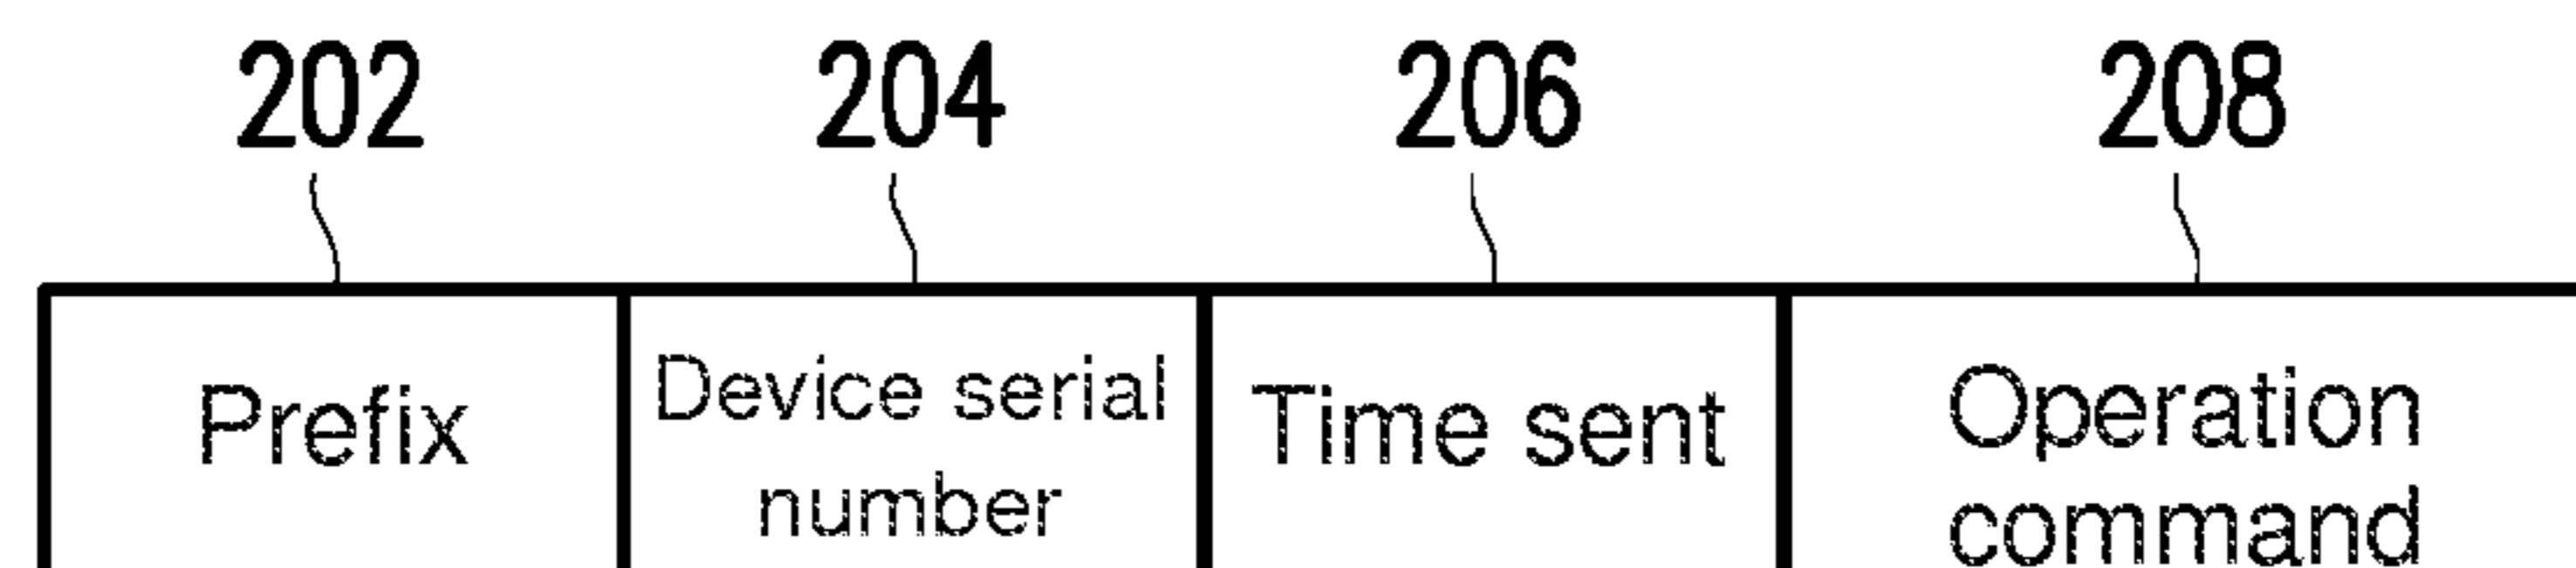 202 204 206 208
Prefix
Device serial
number
Time sent
Operation
command